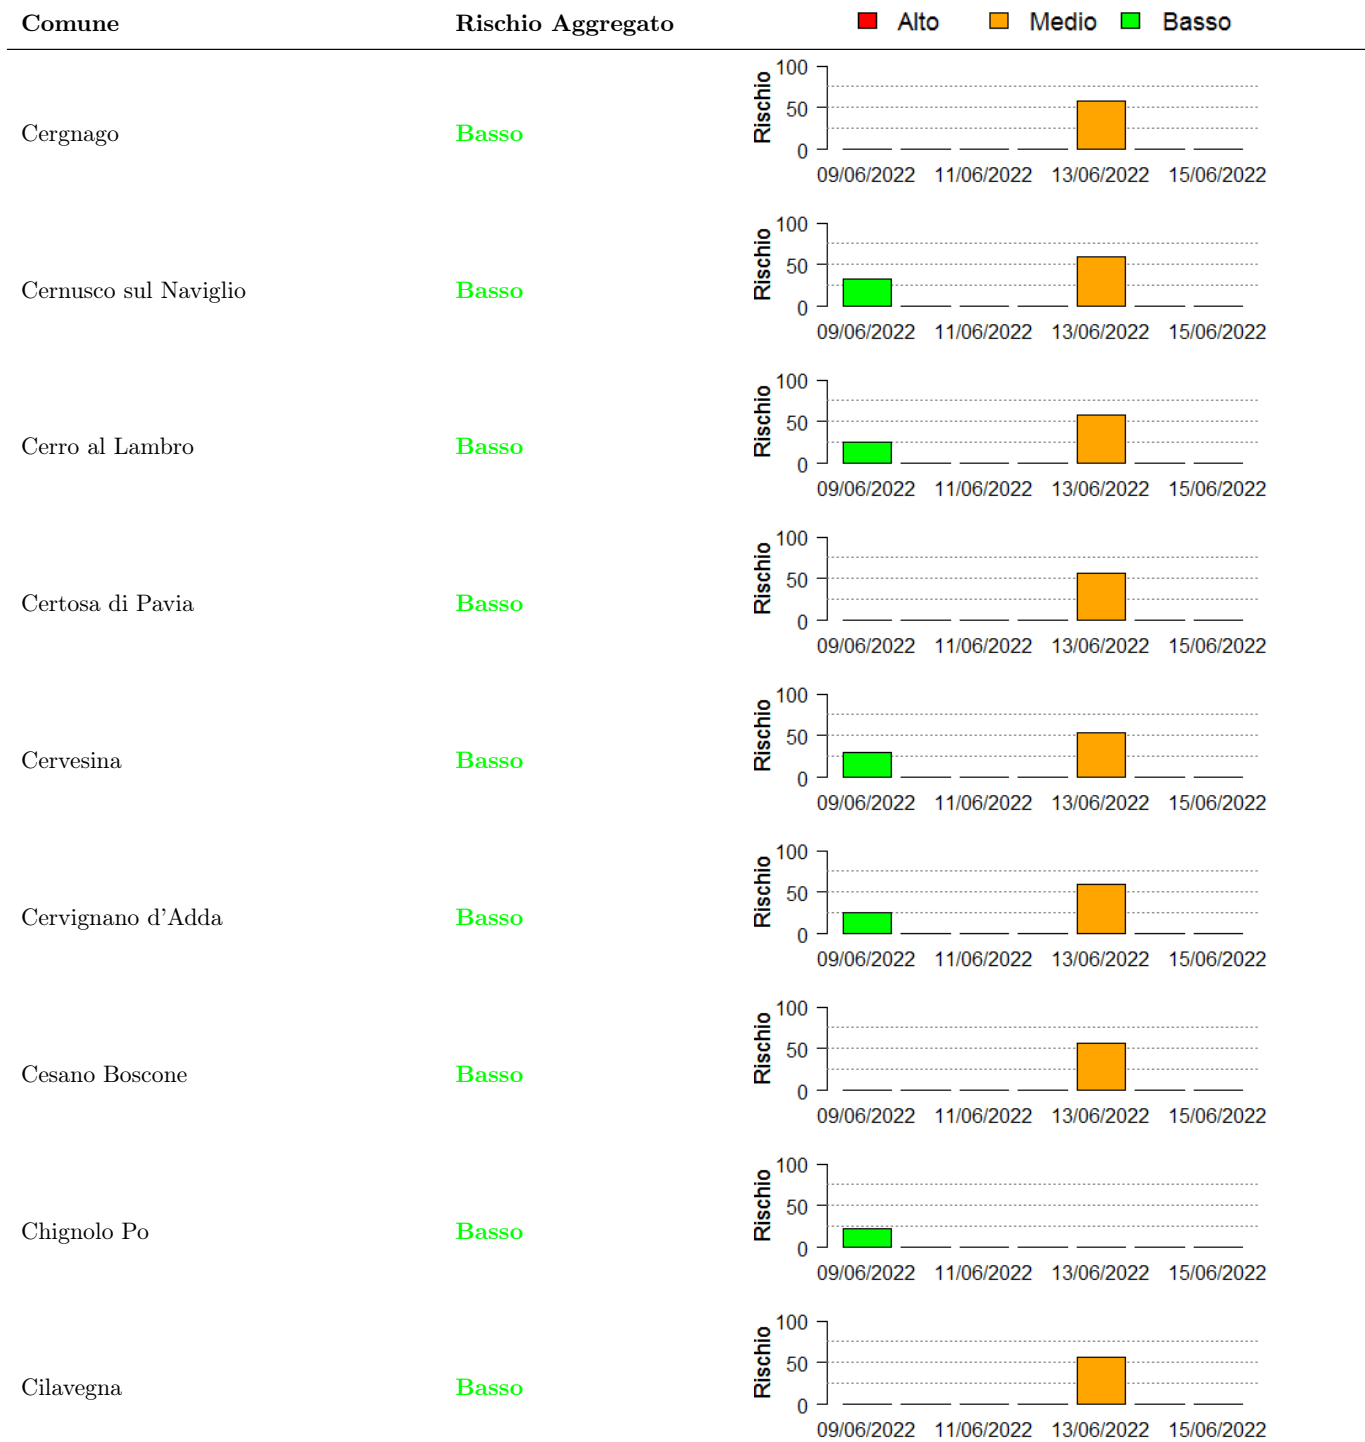 Comune Rischio Aggregato Alto Medio Basso
100
50
0
Rischio
Cergnago Basso
09/06/2022 11/06/2022 13/06/2022 15/06/2022
100
50
0
Rischio
Cernusco sul Naviglio Basso
09/06/2022 11/06/2022 13/06/2022 15/06/2022
100
50
0
Rischio
Cerro al Lambro Basso
09/06/2022 11/06/2022 13/06/2022 15/06/2022
100
50
0
Rischio
Certosa di Pavia Basso
09/06/2022 11/06/2022 13/06/2022 15/06/2022
100
50
0
Rischio
Cervesina Basso
09/06/2022 11/06/2022 13/06/2022 15/06/2022
100
50
0
Rischio
Cervignano d'Adda Basso
09/06/2022 11/06/2022 13/06/2022 15/06/2022
100
50
0
Rischio
Cesano Boscone Basso
09/06/2022 11/06/2022 13/06/2022 15/06/2022
100
50
0
Rischio
Chignolo Po Basso
09/06/2022 11/06/2022 13/06/2022 15/06/2022
100
50
0
Rischio
Cilavegna Basso
09/06/2022 11/06/2022 13/06/2022 15/06/2022